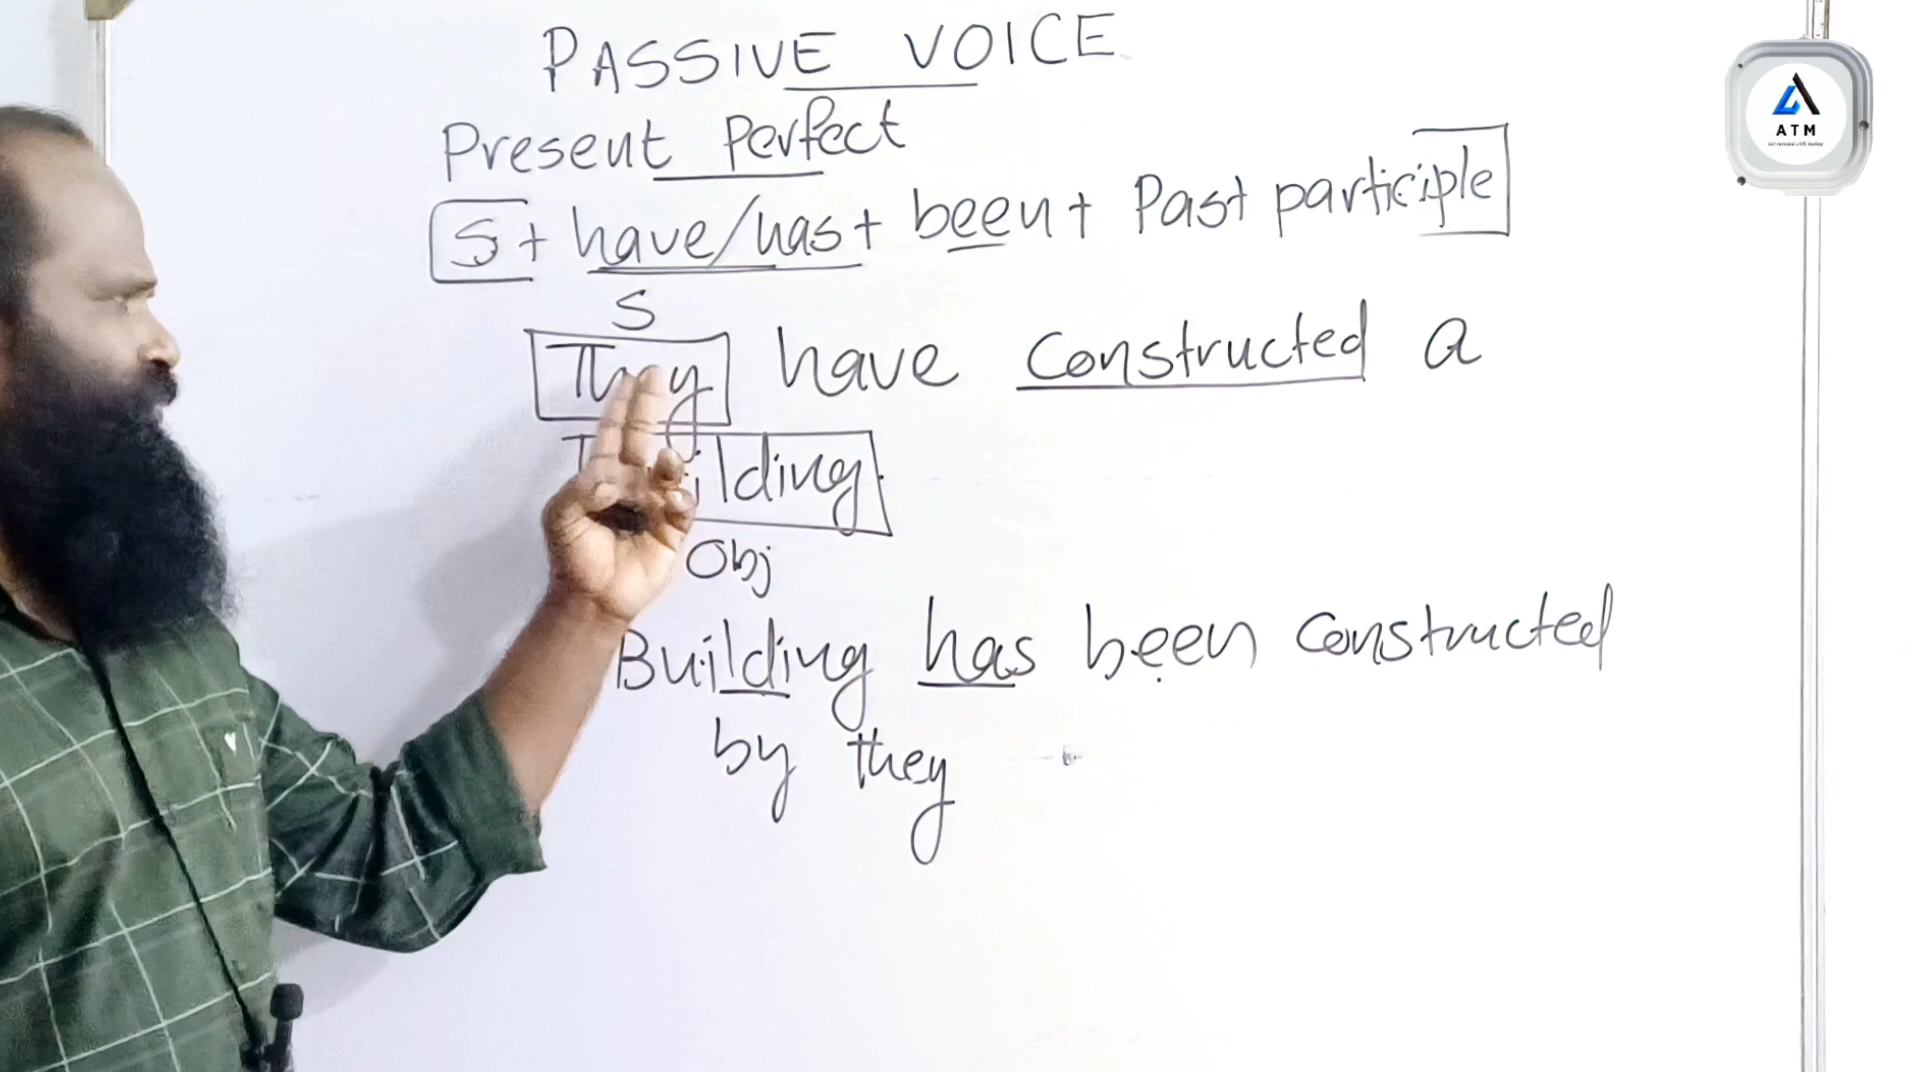 PASSIVE VOICE
Present Perfect
S + have/has + been + Past participle
S
They have constructed a
ilding.
Obj
Building has been constructed
by they
ATM